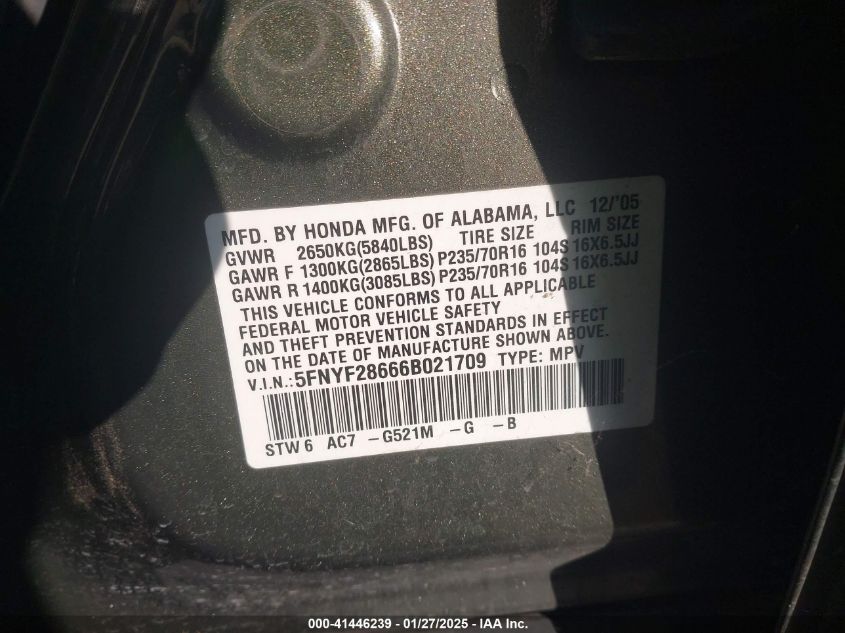 MFD. BY HONDA MFG. OF ALABAMA, LLC 12/'05
GVWR 2650KG(5840LBS) TIRE SIZE RIM SIZE
GAWR F 1300KG(2865LBS) P235/70R16 104S 16X6.5JJ
GAWR R 1400KG(3085LBS) P235/70R16 104S 16X6.5JJ
THIS VEHICLE CONFORMS TO ALL APPLICABLE
FEDERAL MOTOR VEHICLE SAFETY
AND THEFT PREVENTION STANDARDS IN EFFECT
ON THE DATE OF MANUFACTURE SHOWN ABOVE.
V.I.N.: 5FNYF28666B021709 TYPE: MPV
STW 6 AC7 -G521M -G -B
000-41446239 - 01/27/2025 - IAA Inc.